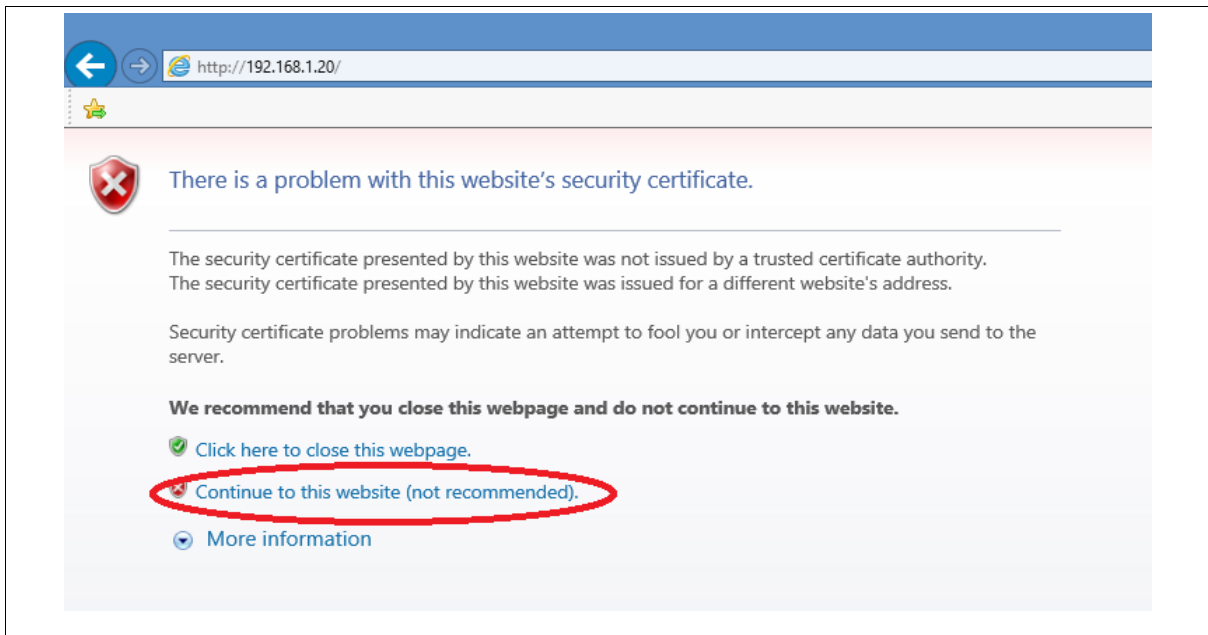 http://192.168.1.20/
There is a problem with this website's security certificate.
The security certificate presented by this website was not issued by a trusted certificate authority.
The security certificate presented by this website was issued for a different website's address.
Security certificate problems may indicate an attempt to fool you or intercept any data you send to the
server.
We recommend that you close this webpage and do not continue to this website.
Click here to close this webpage.
Continue to this website (not recommended).
More information